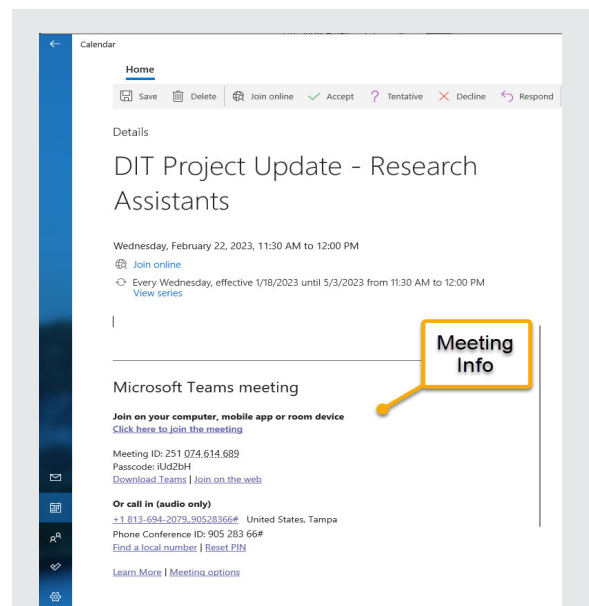 Calendar
Home
Save Delete Join online Accept Tentative Decline Respond
Details
DIT Project Update - Research
Assistants
Wednesday, February 22, 2023, 11:30 AM to 12:00 PM
Join online
Every Wednesday, effective 1/18/2023 until 5/3/2023 from 11:30 AM to 12:00 PM
View series
Meeting
Info
Microsoft Teams meeting
Join on your computer, mobile app or room device
Click here to join the meeting
Meeting ID: 251 074 614 689
Passcode: iUd2bH
Download Teams | Join on the web
Or call in (audio only)
+1 813-694-2079,,90528366# United States, Tampa
Phone Conference ID: 905 283 66#
Find a local number | Reset PIN
Learn More | Meeting options